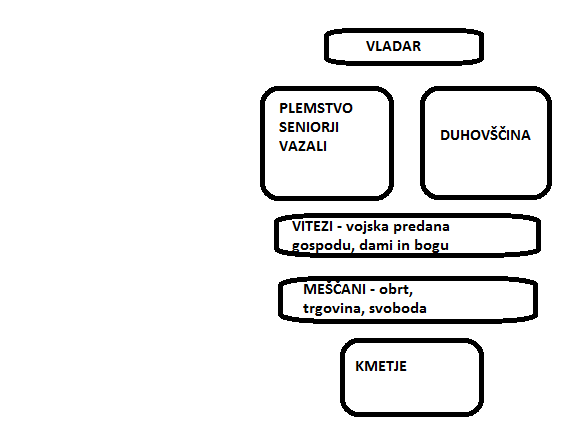 VLADAR
PLEMSTVO
SENIORJI
VAZALI
DUHOVŠČINA
VITEZI - vojska predana
gospodu, dami in bogu
MEŠČANI - obrt,
trgovina, svoboda
KMETJE